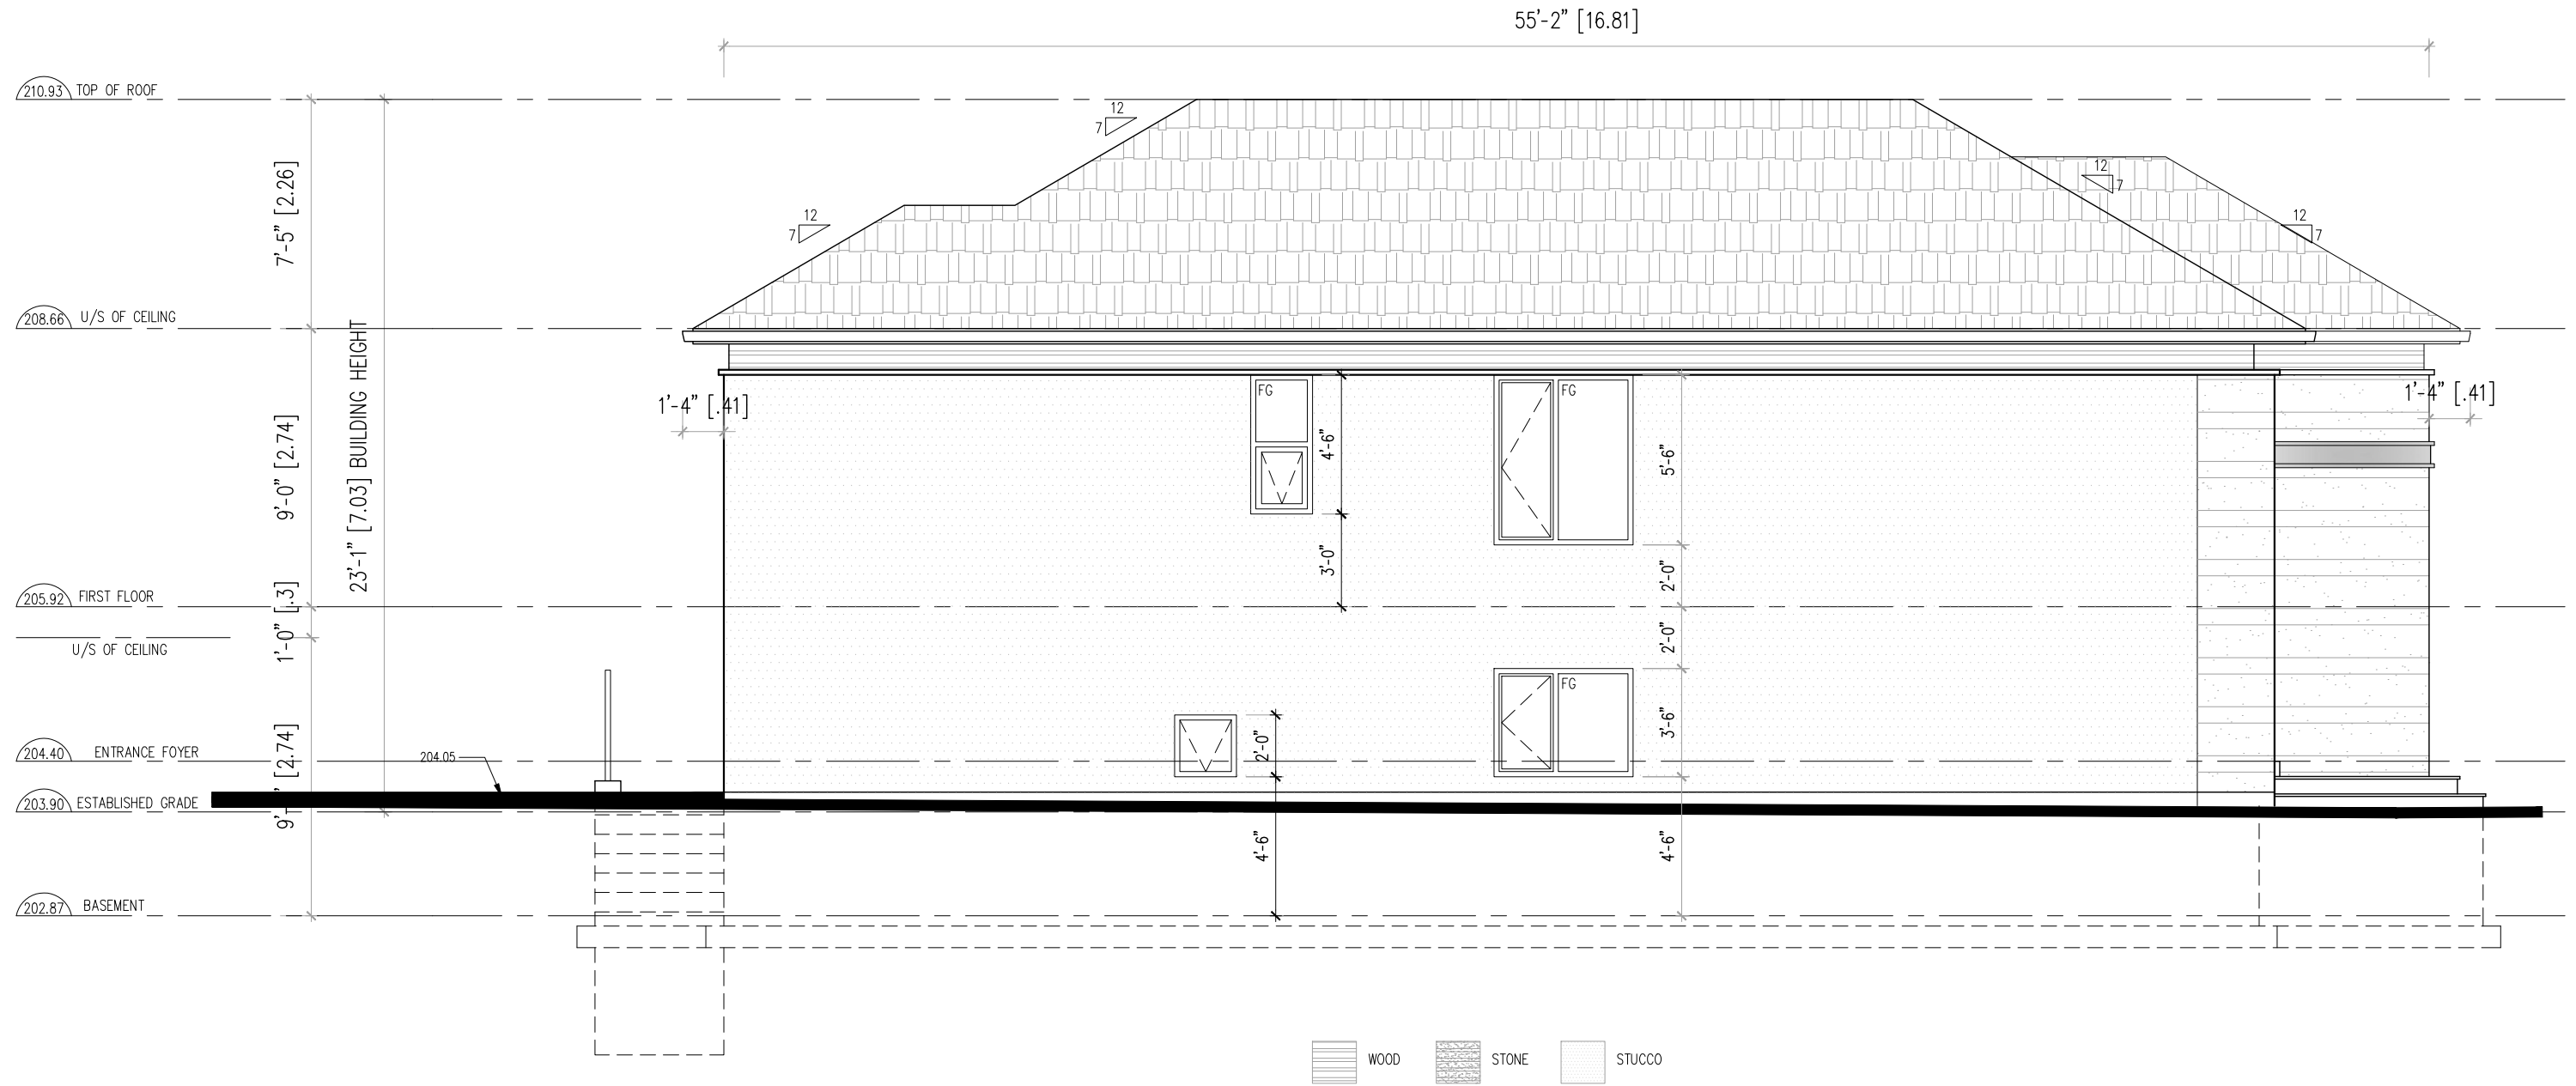 55'-2" [16.81]
210.93 TOP OF ROOF
12
7
12
7
12
7
12
7
7'-5" [2.26]
208.66 U/S OF CEILING
23'-1" [7.03] BUILDING HEIGHT
1'-4" [.41]
FG
FG
1'-4" [.41]
9'-0" [2.74]
4'-6"
5'-6"
3'-0"
2'-0"
205.92 FIRST FLOOR
1'-0" [.3]
U/S OF CEILING
2'-0"
FG
3'-6"
2'-0"
204.40 ENTRANCE FOYER
204.05
[2.74]
203.90 ESTABLISHED GRADE
9'-
4'-6"
4'-6"
202.87 BASEMENT
WOOD STONE STUCCO